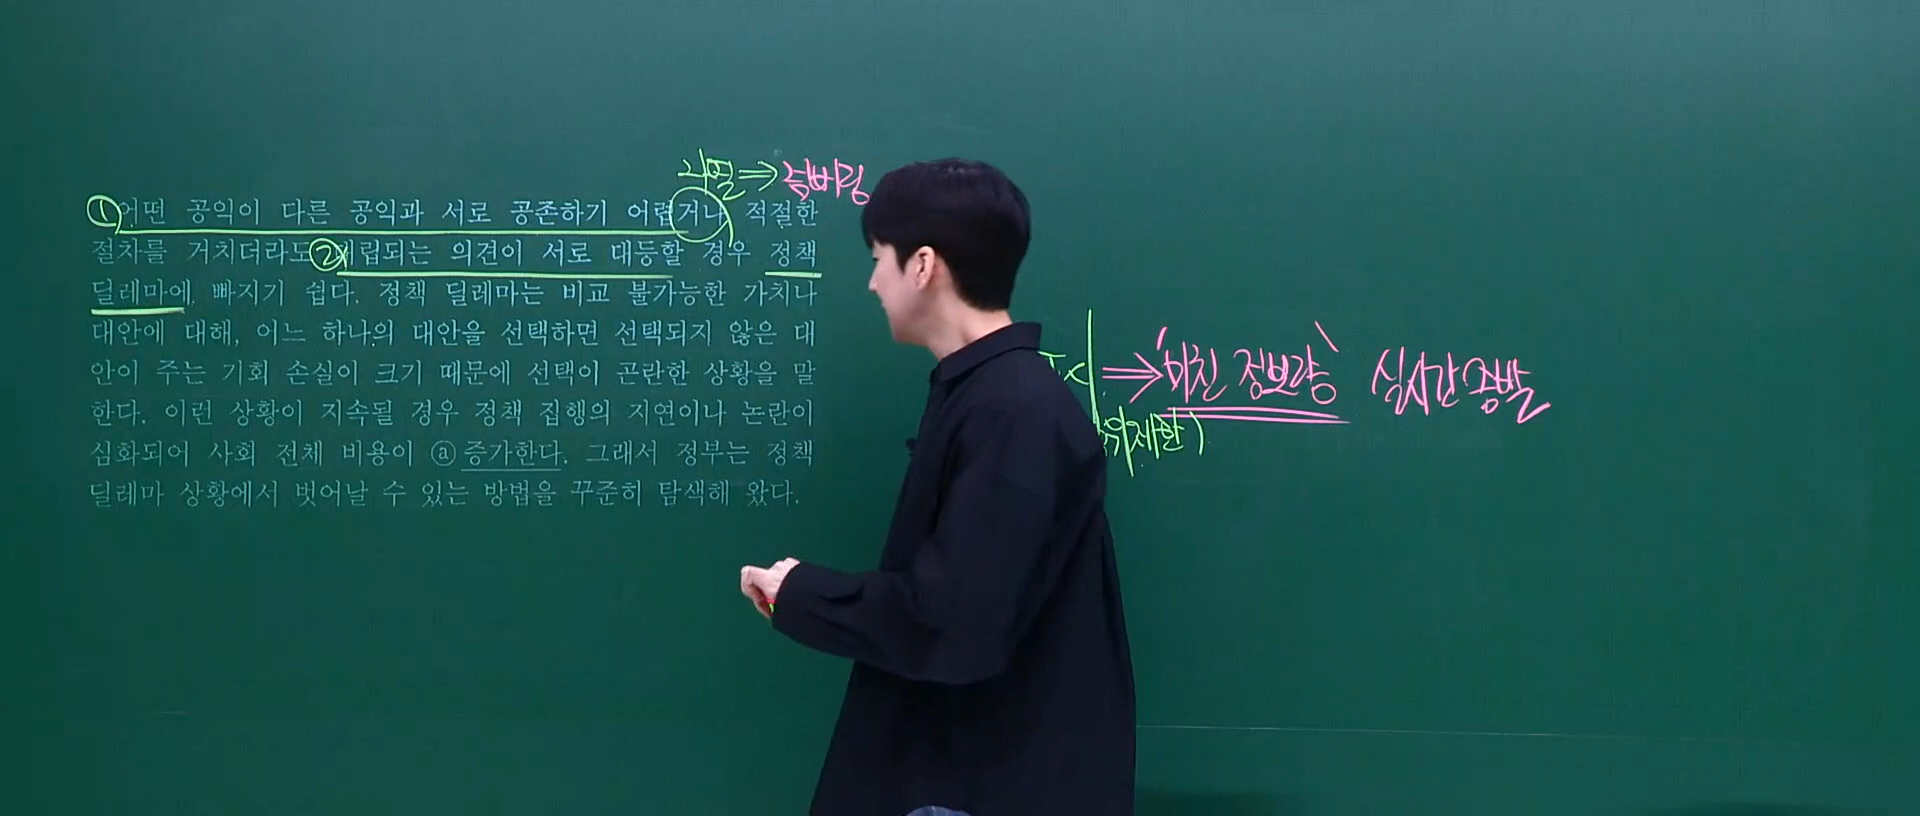 ⇒ 넘버링
①어떤 공익이 다른 공익과 서로 공존하기 어렵거나 적절한
절차를 거치더라도 ②대립되는 의견이 서로 대등할 경우 정책
딜레마에 빠지기 쉽다. 정책 딜레마는 비교 불가능한 가치나
대안에 대해, 어느 하나의 대안을 선택하면 선택되지 않은 대
안이 주는 기회 손실이 크기 때문에 선택이 곤란한 상황을 말
한다. 이런 상황이 지속될 경우 정책 집행의 지연이나 논란이
심화되어 사회 전체 비용이 ⓐ증가한다. 그래서 정부는 정책
딜레마 상황에서 벗어날 수 있는 방법을 꾸준히 탐색해 왔다.
⇒ '미친 정보량' 실시간 증발